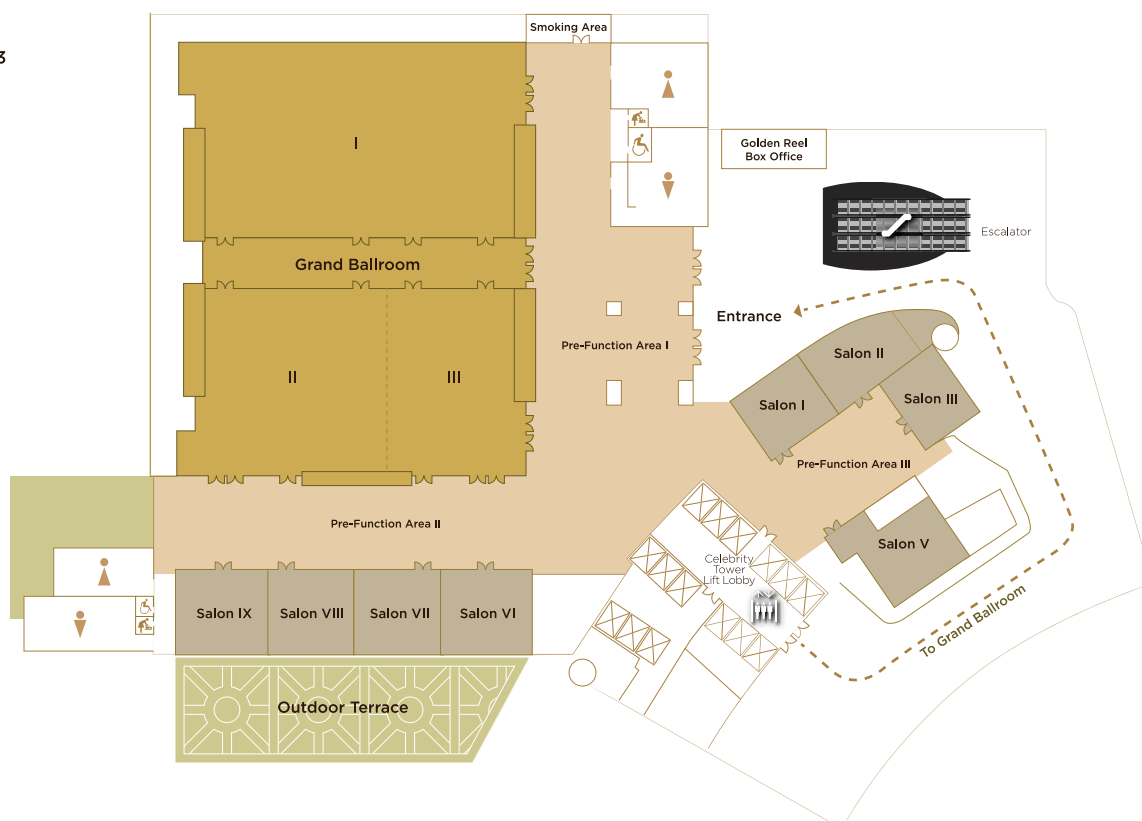 Smoking Area
3
I
Golden Reel
Box Office
Escalator
Grand Ballroom
Entrance
Pre-Function Area I
II
III
Salon II
Salon I
Salon III
Pre-Function Area III
Pre-Function Area II
Salon V
Celebrity
Tower
Lift Lobby
Salon IX
Salon VIII
Salon VII
Salon VI
To Grand Ballroom
Outdoor Terrace